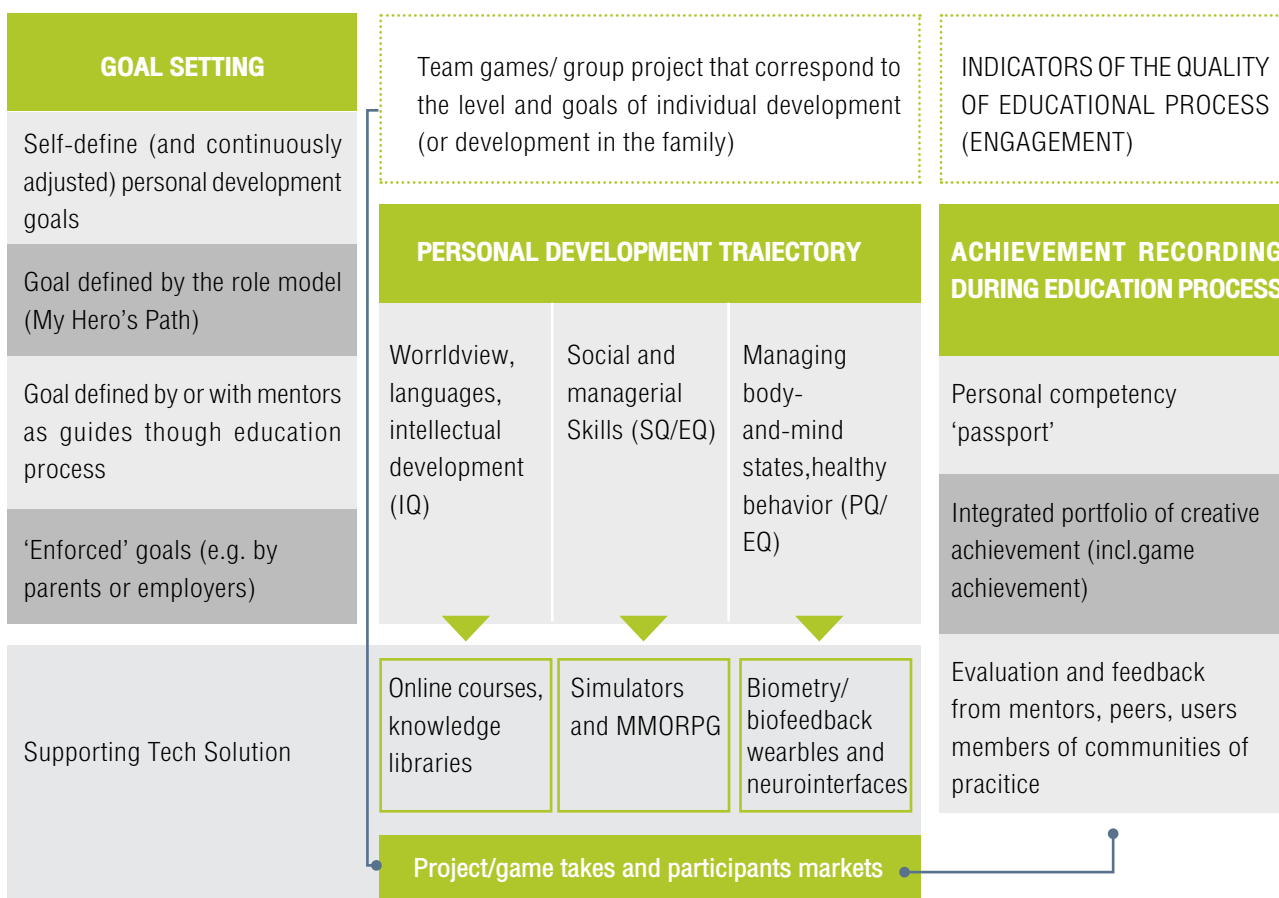 GOAL SETTING
Self-define (and continuously
adjusted) personal development
goals
Goal defined by the role model
(My Hero's Path)
Goal defined by or with mentors
as guides though education
process
'Enforced' goals (e.g. by
parents or employers)
Supporting Tech Solution
Team games/ group project that correspond to
the level and goals of individual development
(or development in the family)
PERSONAL DEVELOPMENT TRAIECTORY
Worrldview,
languages,
intellectual
development
(IQ)
Social and
managerial
Skills (SQ/EQ)
Managing
body-
and-mind
states,healthy
behavior (PQ/
EQ)
Online courses,
knowledge
libraries
Simulators
and MMORPG
Biometry/
biofeedback
wearbles and
neurointerfaces
Project/game takes and participants markets
INDICATORS OF THE QUALITY
OF EDUCATIONAL PROCESS
(ENGAGEMENT)
ACHIEVEMENT RECORDING
DURING EDUCATION PROCESS
Personal competency
'passport'
Integrated portfolio of creative
achievement (incl.game
achievement)
Evaluation and feedback
from mentors, peers, users
members of communities of
pracitice